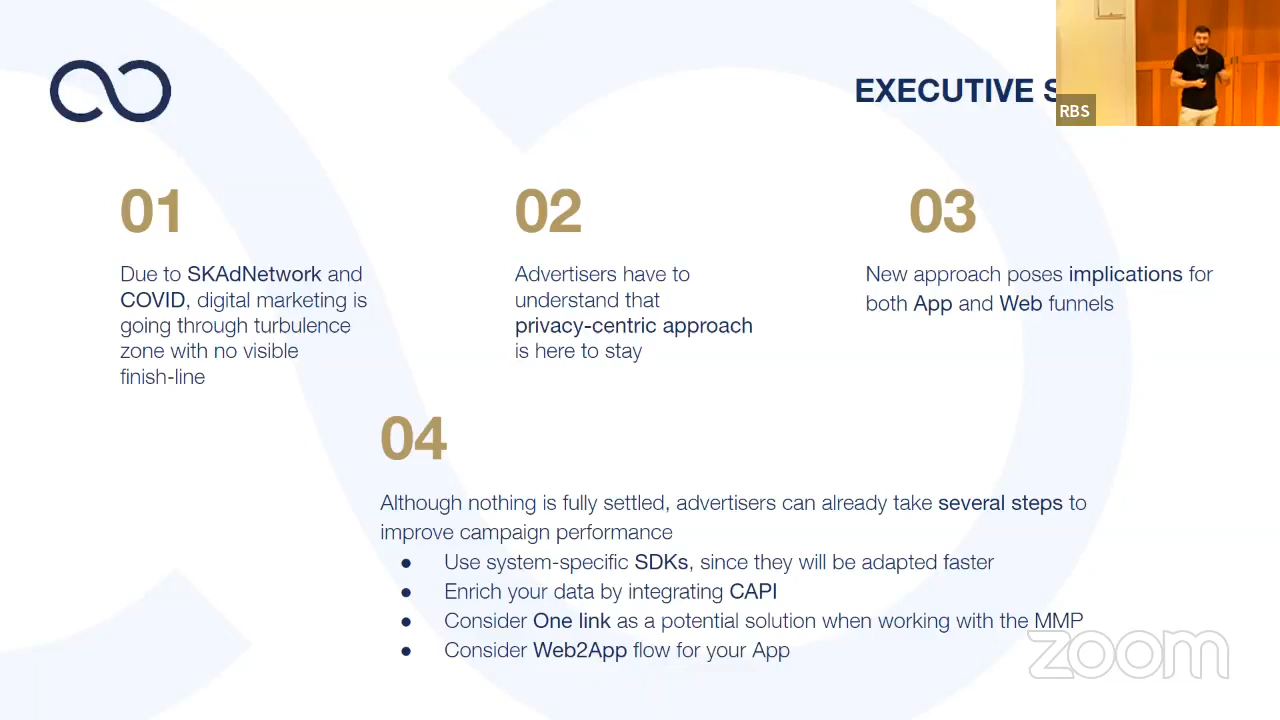 EXECUTIVE S
RBS
01
Due to SKAdNetwork and
COVID, digital marketing is
going through turbulence
zone with no visible
finish-line
02
Advertisers have to
understand that
privacy-centric approach
is here to stay
03
New approach poses implications for
both App and Web funnels
04
Although nothing is fully settled, advertisers can already take several steps to
improve campaign performance
● Use system-specific SDKs, since they will be adapted faster
● Enrich your data by integrating CAPI
● Consider One link as a potential solution when working with the MMP
● Consider Web2App flow for your App
zoom